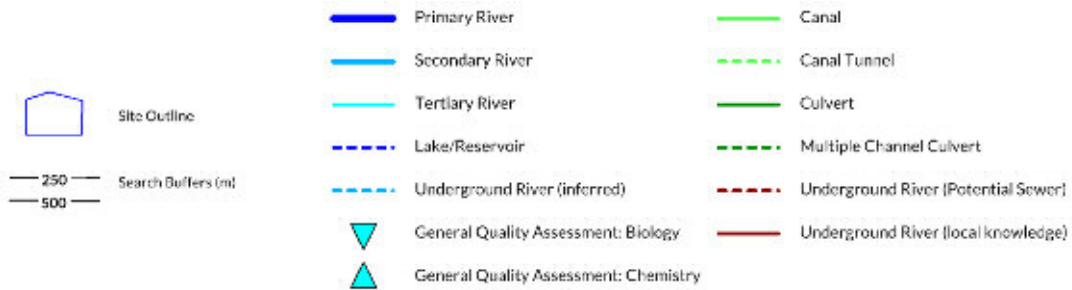 Primary River
Canal
Secondary River
Canal Tunnel
Tertiary River
Culvert
Site Outline
Lake/Reservoir
Multiple Channel Culvert
250
500
Search Buffers (m)
Underground River (inferred)
Underground River (Potential Sewer)
General Quality Assessment: Biology
Underground River (local knowledge)
General Quality Assessment: Chemistry